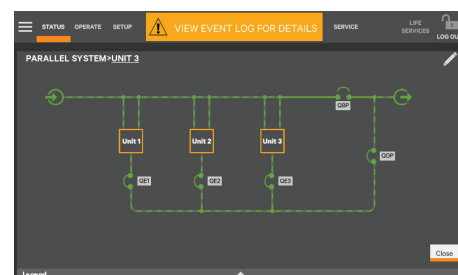 STATUS OPERATE SETUP VIEW EVENT LOG FOR DETAILS SERVICE LIFE SERVICES LOG OU
PARALLEL SYSTEM>UNIT 3
QBP
Unit 1 Unit 2 Unit 3
QOP
QE1 QE2 QE3
Close
Legend